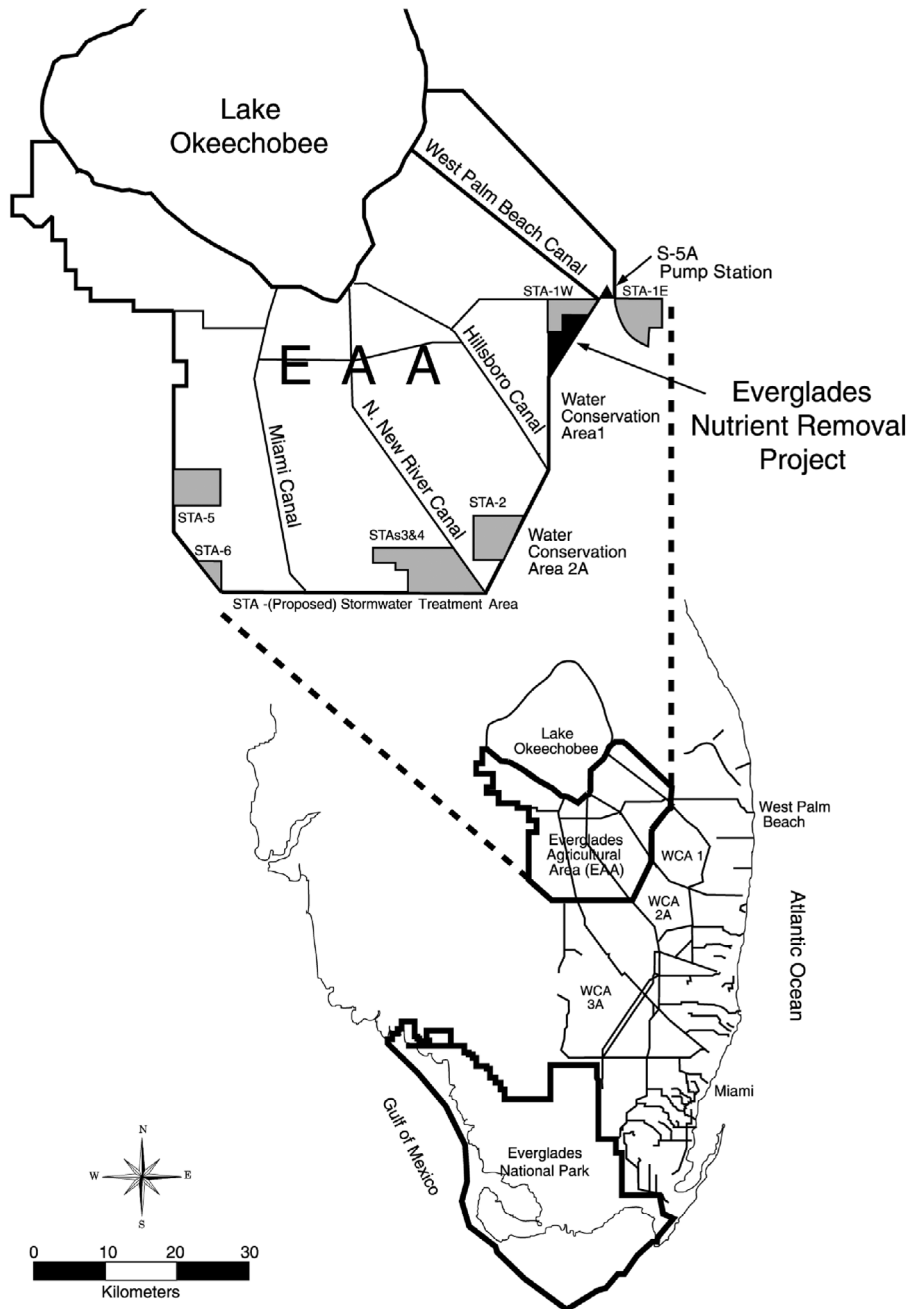 Lake
Okeechobee
West Palm Beach Canal
S-5A
Pump Station
STA-1W
STA-1E
E A A
Hillsboro Canal
Everglades
Nutrient Removal
Project
Water
Conservation
Area1
Miami Canal
N. New River Canal
STA-5
STA-2
STA-6
STAs3&4
Water
Conservation
Area 2A
STA -(Proposed) Stormwater Treatment Area
Lake
Okeechobee
West Palm
Beach
Everglades
Agricultural
Area (EAA)
WCA 1
WCA
2A
Atlantic Ocean
WCA
3A
Miami
Gulf of Mexico
Everglades
National Park
N
W
E
S
0 10 20 30
Kilometers